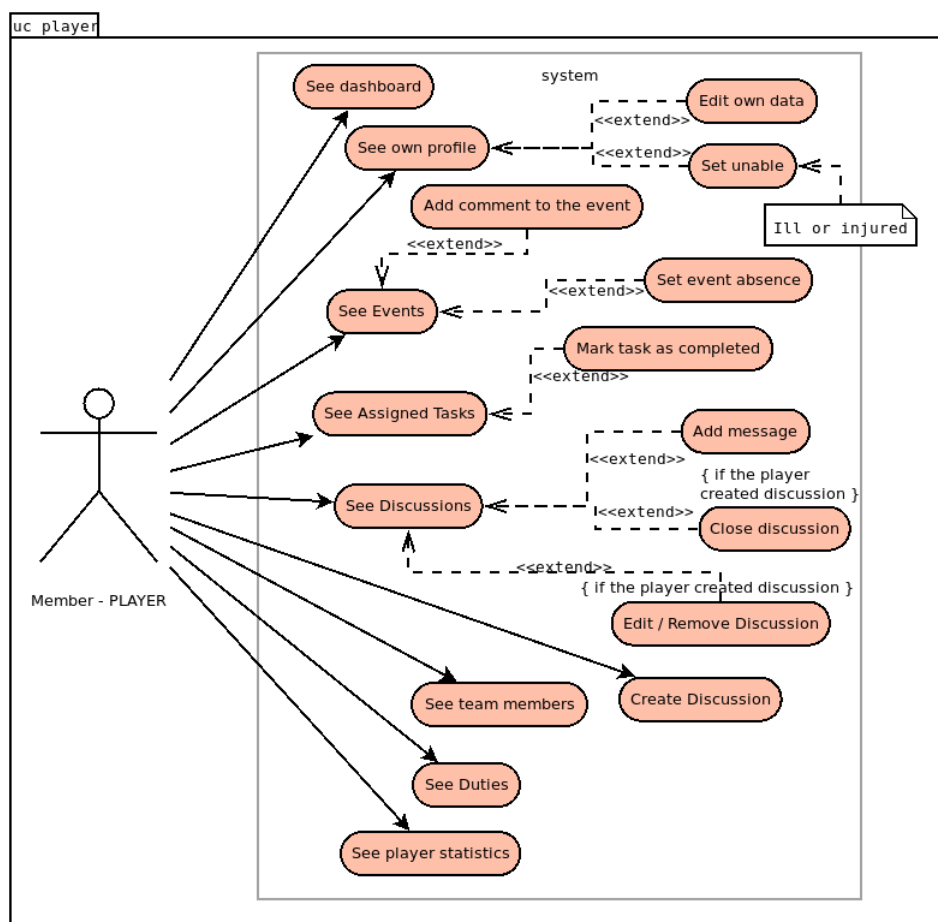 uc player
system
See dashboard
Edit own data
<<extend>>
See own profile
<<extend>>
Set unable
Add comment to the event
Ill or injured
<<extend>>
Set event absence
<<extend>>
See Events
Mark task as completed
<<extend>>
See Assigned Tasks
Add message
<<extend>>
{ if the player
created discussion }
See Discussions
<<extend>>
Close discussion
<<extend>>
{ if the player created discussion }
Member - PLAYER
Edit / Remove Discussion
See team members
Create Discussion
See Duties
See player statistics